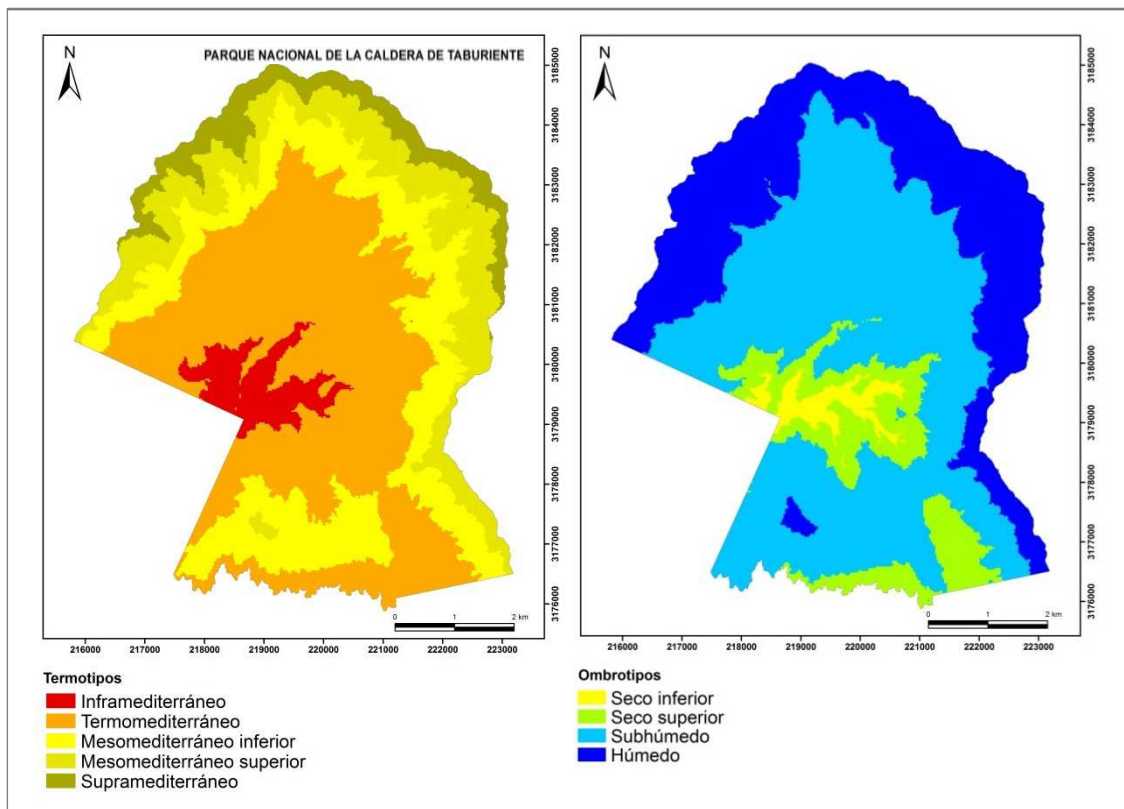 N
PARQUE NACIONAL DE LA CALDERA DE TABURIENTE
3185000
3184000
3183000
3182000
3181000
3180000
3179000
3178000
3177000
3176000
0 1 2 km
216000 217000 218000 219000 220000 221000 222000 223000
Termotipos
Inframediterráneo
Termomediterráneo
Mesomediterráneo inferior
Mesomediterráneo superior
Supramediterráneo
N
3185000
3184000
3183000
3182000
3181000
3180000
3179000
3178000
3177000
3176000
0 1 2 km
216000 217000 218000 219000 220000 221000 222000 223000
Ombrotipos
Seco inferior
Seco superior
Subhúmedo
Húmedo